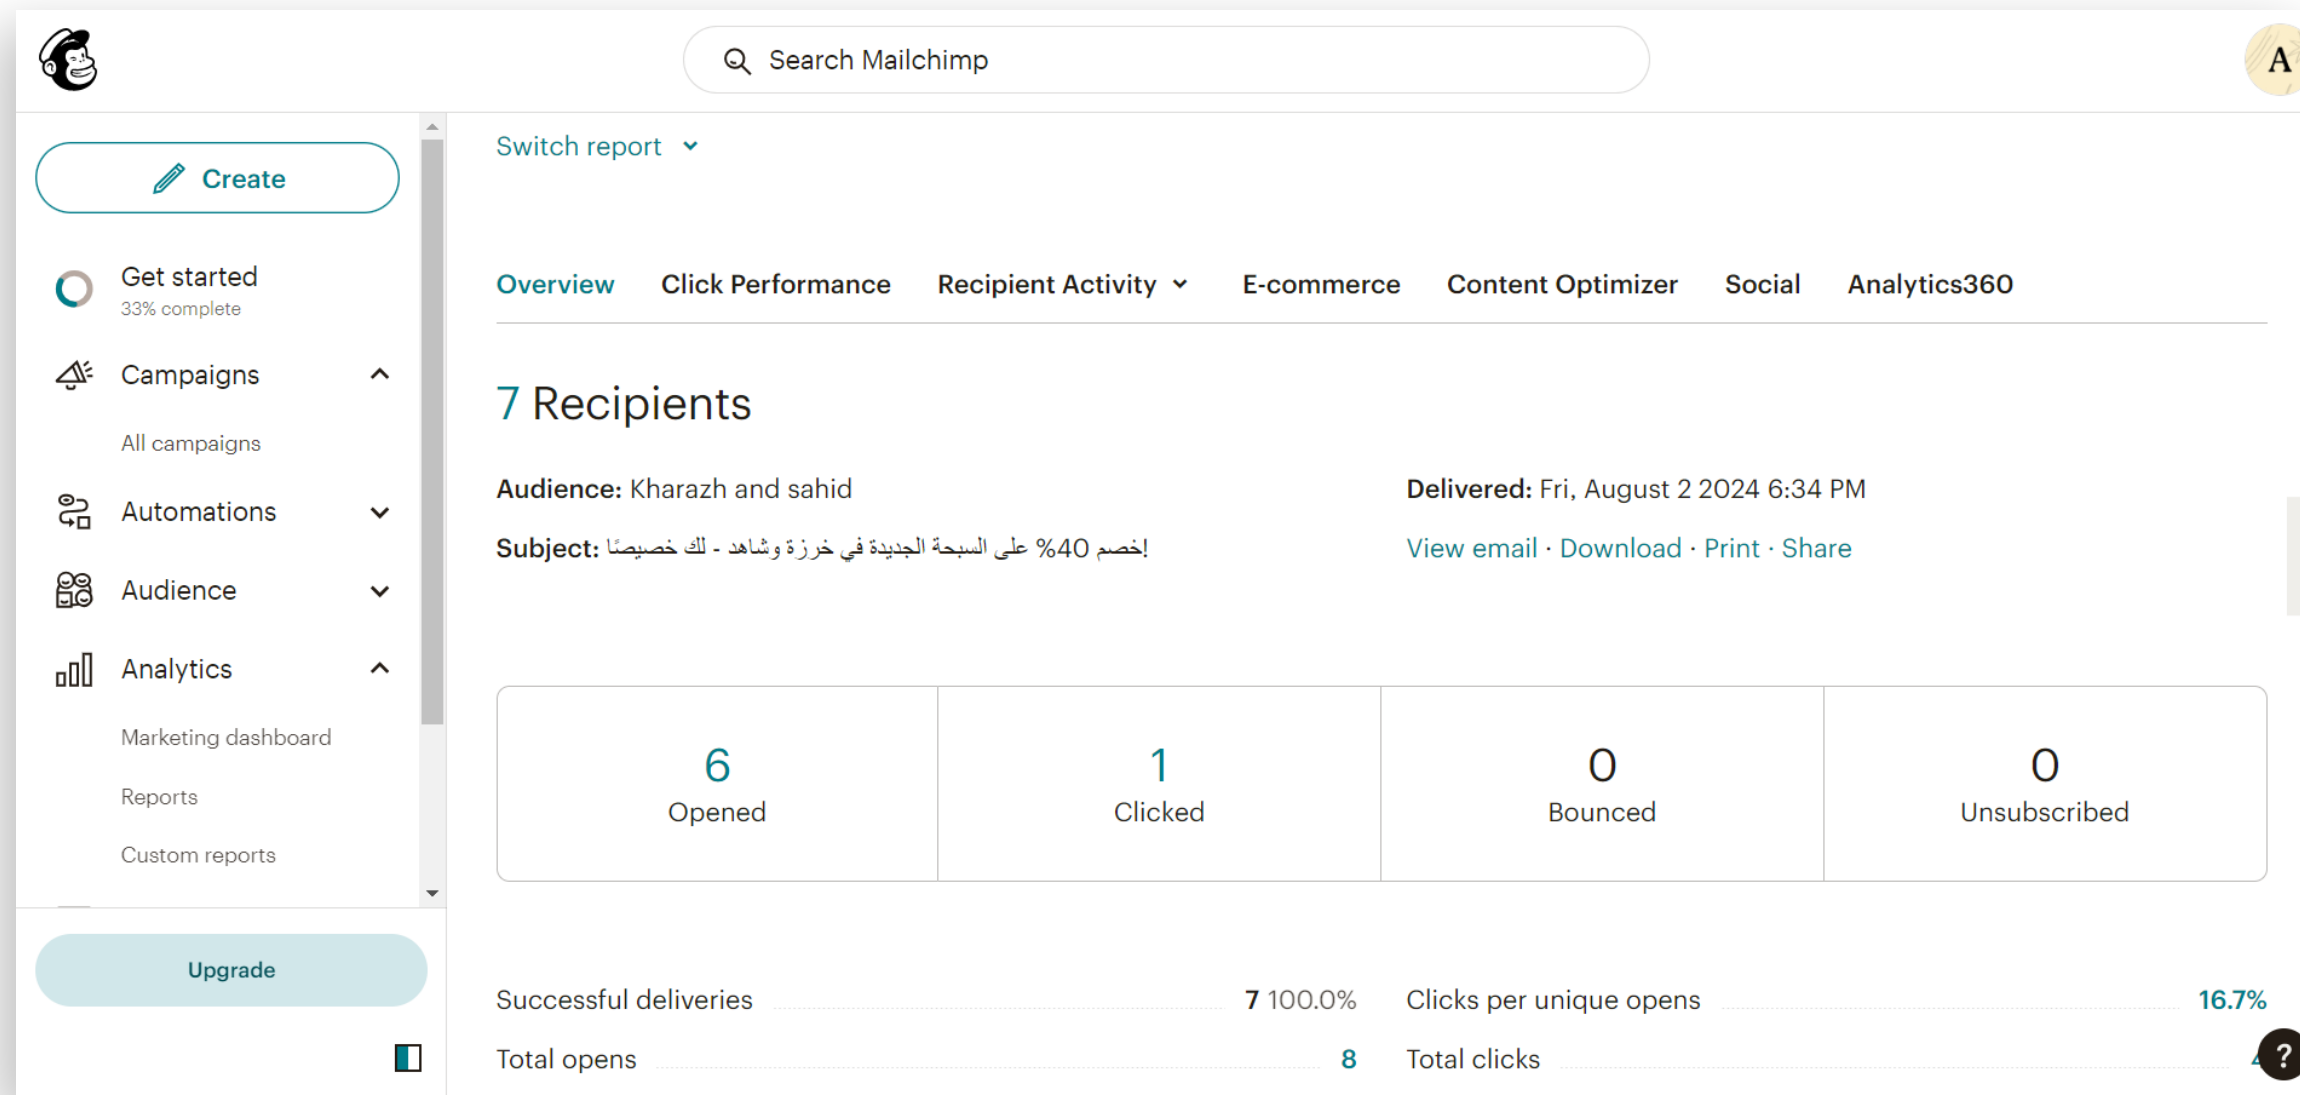 Search Mailchimp
A
Create
Switch report
Get started
33% complete
Overview Click Performance Recipient Activity E-commerce Content Optimizer Social Analytics360
Campaigns
All campaigns
7 Recipients
Automations
Audience: Kharazh and sahid
Delivered: Fri, August 2 2024 6:34 PM
Subject: خصم 40% على السبحة الجديدة في خرزة وشاهد - لك خصيصًا!
View email · Download · Print · Share
Audience
Analytics
Marketing dashboard
Reports
Custom reports
6
Opened
1
Clicked
0
Bounced
0
Unsubscribed
Upgrade
Successful deliveries 7 100.0%
Clicks per unique opens 16.7%
Total opens 8
Total clicks
?